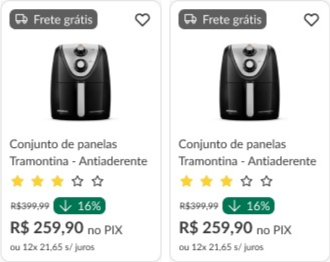 Frete grátis
Conjunto de panelas
Tramontina - Antiaderente
R$399,99 16%
R$ 259,90 no PIX
ou 12x 21,65 s/ juros
Frete grátis
Conjunto de panelas
Tramontina - Antiaderente
R$399,99 16%
R$ 259,90 no PIX
ou 12x 21,65 s/ juros